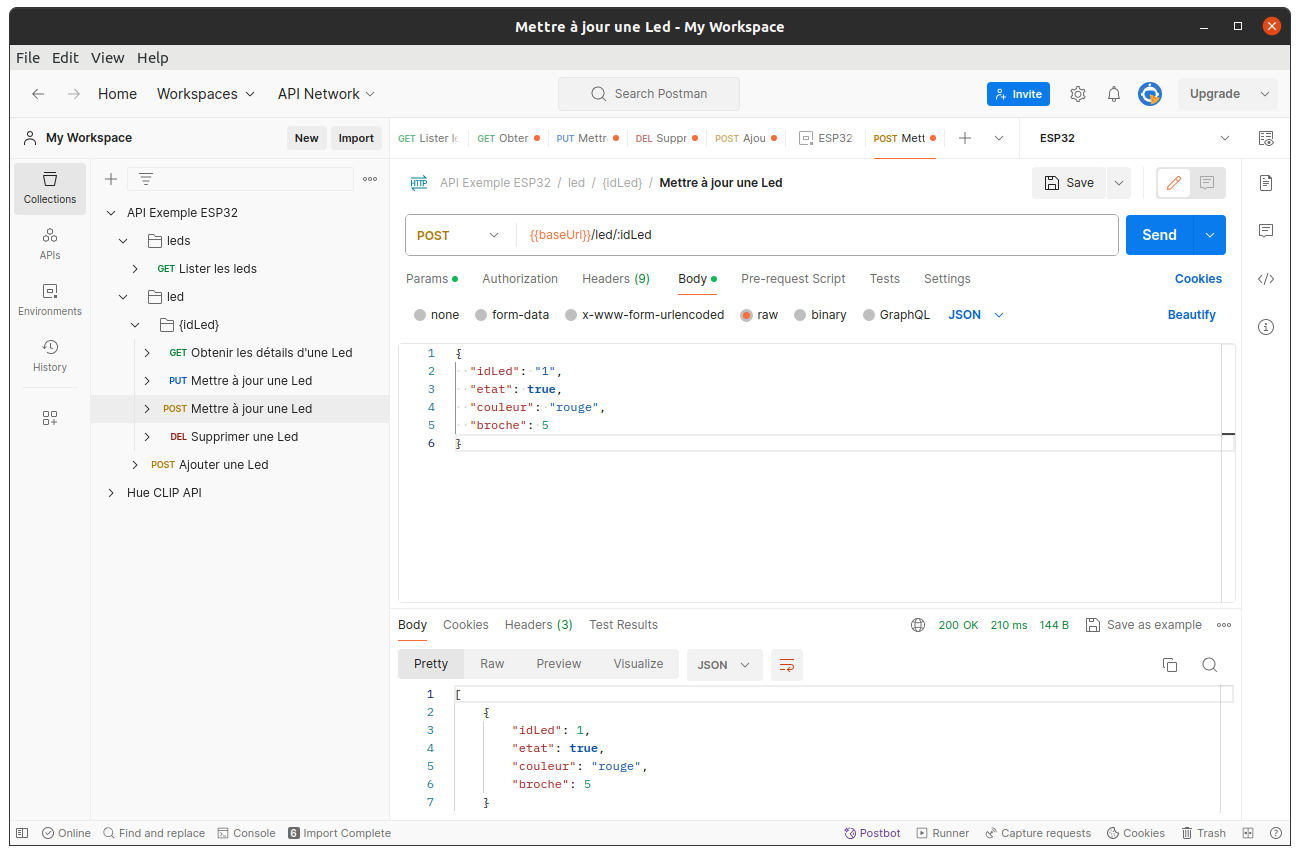 Mettre à jour une Led - My Workspace
File Edit View Help
Home Workspaces API Network Search Postman Invite Upgrade
My Workspace New Import
GET Lister l GET Obter PUT Mettr DEL Suppr POST Ajou ESP32 POST Mett ESP32
Collections
APIs
Environments
History
API Exemple ESP32
leds
GET Lister les leds
led
{idLed}
GET Obtenir les détails d'une Led
PUT Mettre à jour une Led
POST Mettre à jour une Led
DEL Supprimer une Led
POST Ajouter une Led
Hue CLIP API
HTTP API Exemple ESP32 / led / {idLed} / Mettre à jour une Led Save
POST {{baseUrl}}/led/:idLed Send
Params Authorization Headers (9) Body Pre-request Script Tests Settings Cookies
none form-data x-www-form-urlencoded raw binary GraphQL JSON Beautify
1 {
2 "idLed": "1",
3 "etat": true,
4 "couleur": "rouge",
5 "broche": 5
6 }
Body Cookies Headers (3) Test Results 200 OK 210 ms 144 B Save as example
Pretty Raw Preview Visualize JSON
1 [
2 {
3 "idLed": 1,
4 "etat": true,
5 "couleur": "rouge",
6 "broche": 5
7 }
Online Find and replace Console 6 Import Complete Postbot Runner Capture requests Cookies Trash